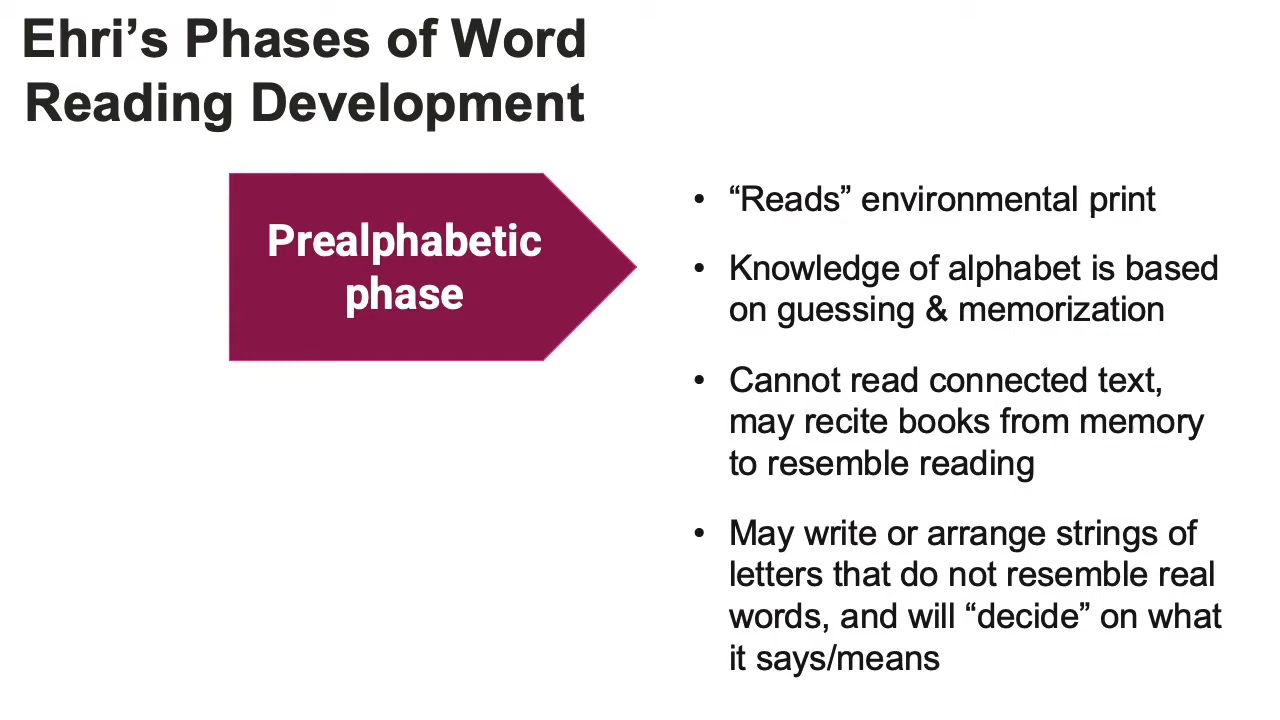 Ehri’s Phases of Word
Reading Development
Prealphabetic
phase
• “Reads” environmental print
• Knowledge of alphabet is based
on guessing & memorization
• Cannot read connected text,
may recite books from memory
to resemble reading
• May write or arrange strings of
letters that do not resemble real
words, and will “decide” on what
it says/means